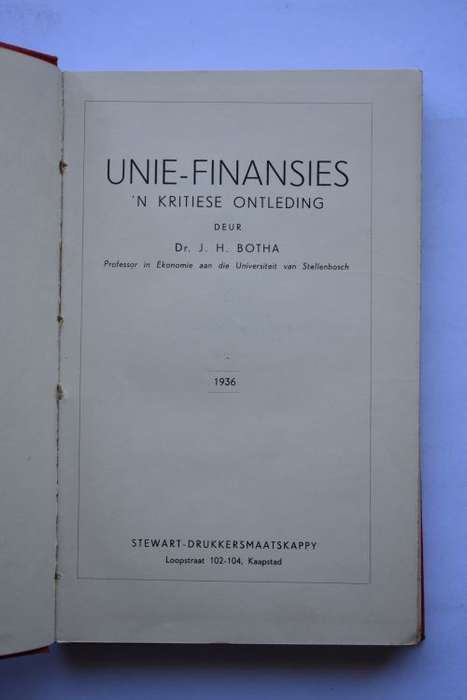 UNIE-FINANSIES
'N KRITIESE ONTLEDING
DEUR
Dr. J. H. BOTHA
Professor in Ekonomie aan die Universiteit van Stellenbosch
1936
STEWART-DRUKKERSMAATSKAPPY
Loopstraat 102-104, Kaapstad